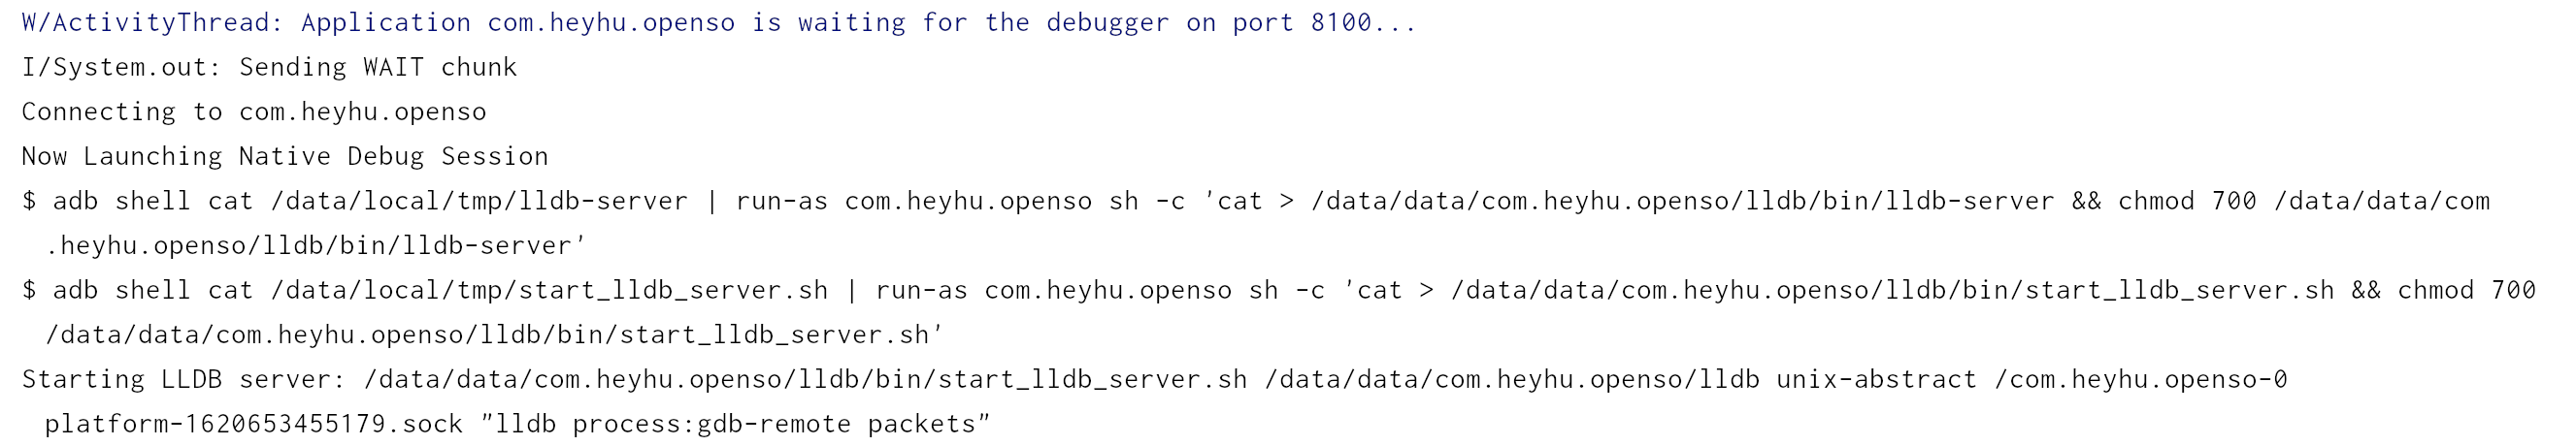 W/ActivityThread: Application com.heyhu.openso is waiting for the debugger on port 8100...
I/System.out: Sending WAIT chunk
Connecting to com.heyhu.openso
Now Launching Native Debug Session
$ adb shell cat /data/local/tmp/lldb-server | run-as com.heyhu.openso sh -c 'cat > /data/data/com.heyhu.openso/lldb/bin/lldb-server && chmod 700 /data/data/com
.heyhu.openso/lldb/bin/lldb-server'
$ adb shell cat /data/local/tmp/start_lldb_server.sh | run-as com.heyhu.openso sh -c 'cat > /data/data/com.heyhu.openso/lldb/bin/start_lldb_server.sh && chmod 700
/data/data/com.heyhu.openso/lldb/bin/start_lldb_server.sh'
Starting LLDB server: /data/data/com.heyhu.openso/lldb/bin/start_lldb_server.sh /data/data/com.heyhu.openso/lldb unix-abstract /com.heyhu.openso-0
platform-1620653455179.sock "lldb process:gdb-remote packets"